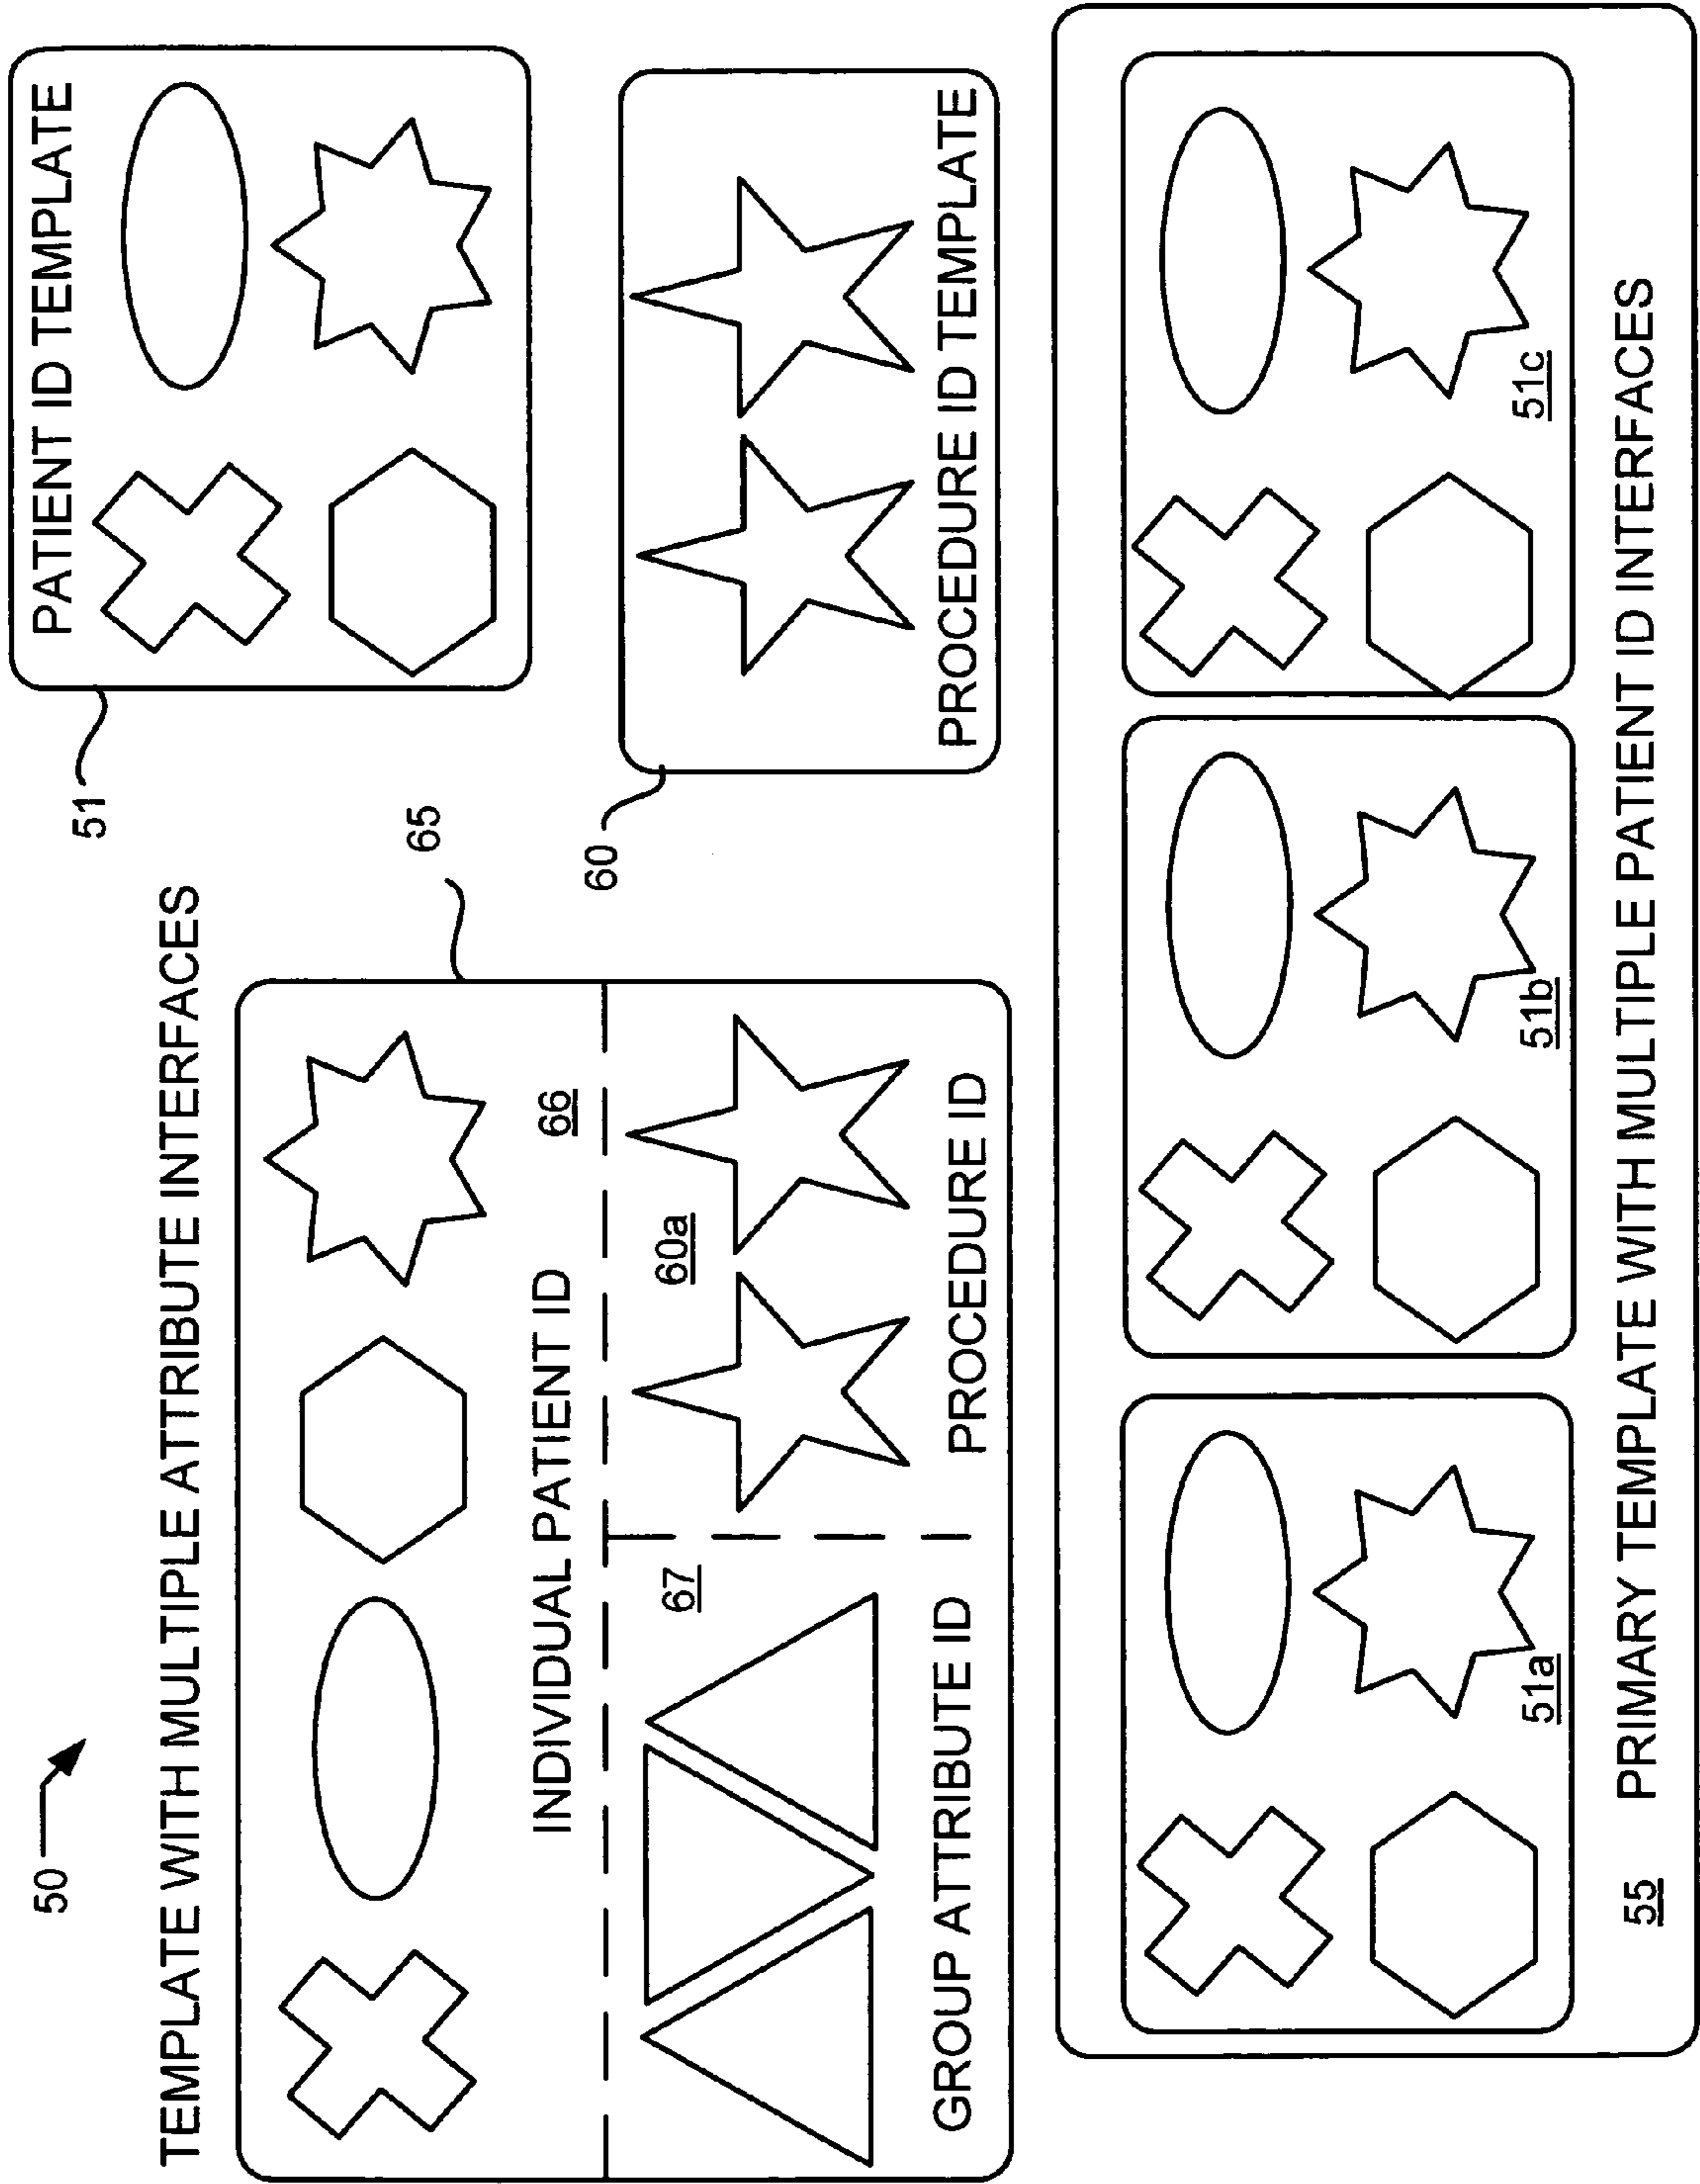 50
TEMPLATE WITH MULTIPLE ATTRIBUTE INTERFACES
65
INDIVIDUAL PATIENT ID
66
67
60a
GROUP ATTRIBUTE ID
PROCEDURE ID
51
PATIENT ID TEMPLATE
60
PROCEDURE ID TEMPLATE
51a
51b
51c
55
PRIMARY TEMPLATE WITH MULTIPLE PATIENT ID INTERFACES